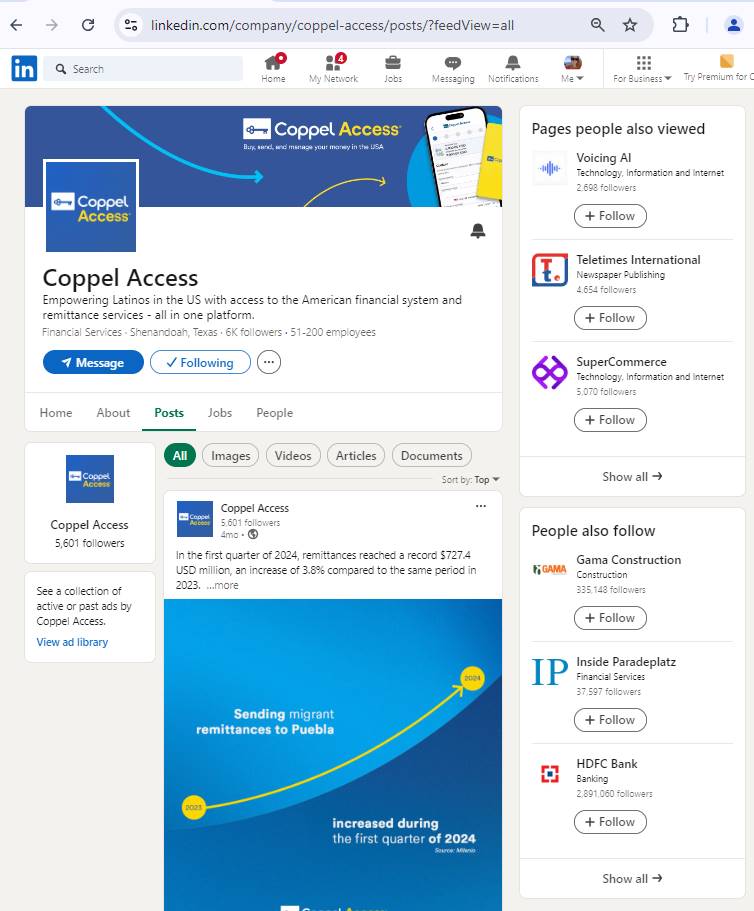 linkedin.com/company/coppel-access/posts/?feedView=all
in
Search
Home
4
My Network
Jobs
Messaging
Notifications
Me
For Business
Try Premium for
Coppel Access
Buy, send, and manage your money in the USA
Coppel
Access
Coppel Access
Empowering Latinos in the US with access to the American financial system and
remittance services - all in one platform.
Financial Services · Shenandoah, Texas · 6K followers · 51-200 employees
Message
Following
Home
About
Posts
Jobs
People
Coppel
Access
Coppel Access
5,601 followers
See a collection of
active or past ads by
Coppel Access.
View ad library
All
Images
Videos
Articles
Documents
Sort by: Top
Coppel
Access
Coppel Access
5,601 followers
4mo •
In the first quarter of 2024, remittances reached a record $727.4
USD million, an increase of 3.8% compared to the same period in
2023. ...more
2024
Sending migrant
remittances to Puebla
2023
increased during
the first quarter of 2024
Source: Milenio
Pages people also viewed
Voicing AI
Technology, Information and Internet
2,698 followers
+ Follow
Teletimes International
Newspaper Publishing
4,654 followers
+ Follow
SuperCommerce
Technology, Information and Internet
5,070 followers
+ Follow
Show all →
People also follow
GAMA
Gama Construction
Construction
335,148 followers
+ Follow
IP
Inside Paradeplatz
Financial Services
37,597 followers
+ Follow
HDFC Bank
Banking
2,891,060 followers
+ Follow
Show all →